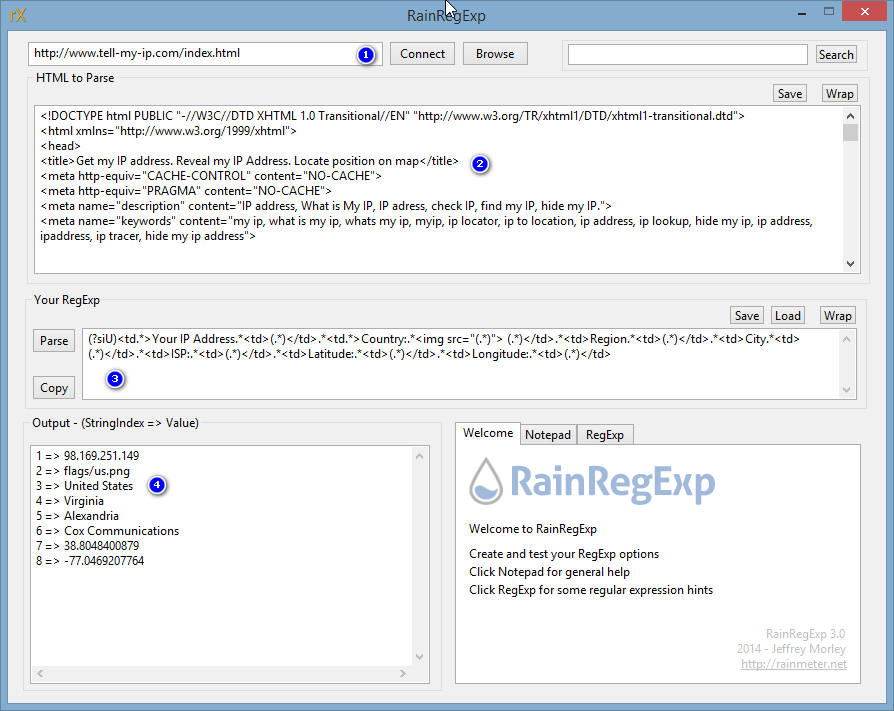 rX
RainRegExp
http://www.tell-my-ip.com/index.html
1
Connect
Browse
Search
HTML to Parse
Save
Wrap
<!DOCTYPE html PUBLIC "-//W3C//DTD XHTML 1.0 Transitional//EN" "http://www.w3.org/TR/xhtml1/DTD/xhtml1-transitional.dtd">
<html xmlns="http://www.w3.org/1999/xhtml">
<head>
<title>Get my IP address. Reveal my IP Address. Locate position on map</title>
2
<meta http-equiv="CACHE-CONTROL" content="NO-CACHE">
<meta http-equiv="PRAGMA" content="NO-CACHE">
<meta name="description" content="IP address, What is My IP, IP adress, check IP, find my IP, hide my IP.">
<meta name="keywords" content="my ip, what is my ip, whats my ip, myip, ip locator, ip to location, ip address, ip lookup, hide my ip, ip address,
ipaddress, ip tracer, hide my ip address">
Your RegExp
Save
Load
Wrap
Parse
Copy
(?siU)<td.*>Your IP Address.*<td>(.*)</td>.*<td.*>Country:.*<img src="(.*)"> (.*)</td>.*<td>Region.*<td>(.*)</td>.*<td>City.*<td>
(.*)</td>.*<td>ISP:.*<td>(.*)</td>.*<td>Latitude:.*<td>(.*)</td>.*<td>Longitude:.*<td>(.*)</td>
3
Output - (StringIndex => Value)
1 => 98.169.251.149
2 => flags/us.png
3 => United States
4
4 => Virginia
5 => Alexandria
6 => Cox Communications
7 => 38.8048400879
8 => -77.0469207764
Welcome
Notepad
RegExp
RainRegExp
Welcome to RainRegExp
Create and test your RegExp options
Click Notepad for general help
Click RegExp for some regular expression hints
RainRegExp 3.0
2014 - Jeffrey Morley
http://rainmeter.net